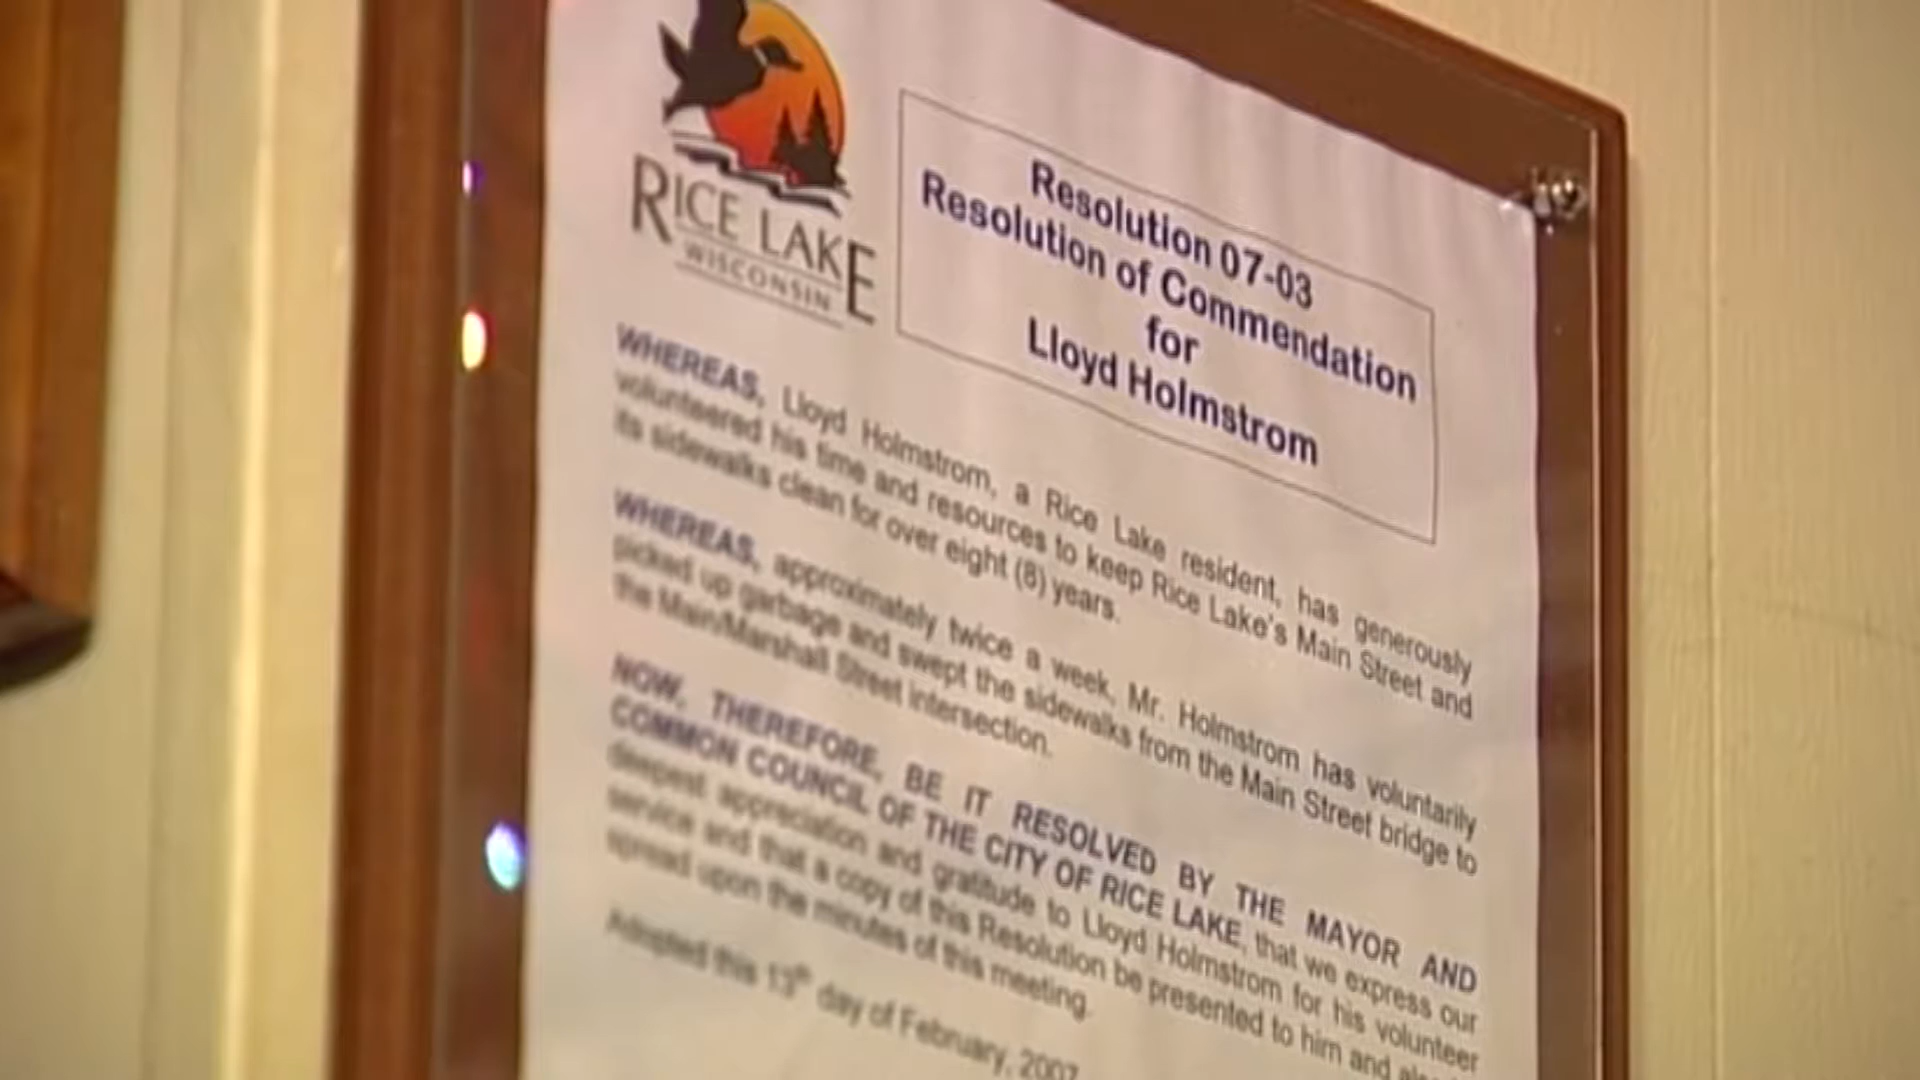 RICE LAKE
WISCONSIN
Resolution 07-03
Resolution of Commendation
for
Lloyd Holmstrom
WHEREAS, Lloyd Holmstrom, a Rice Lake resident, has generously
volunteered his time and resources to keep Rice Lake's Main Street and
its sidewalks clean for over eight (8) years.
WHEREAS, approximately twice a week, Mr. Holmstrom has voluntarily
picked up garbage and swept the sidewalks from the Main Street bridge to
the Main/Marshall Street intersection.
NOW, THEREFORE, BE IT RESOLVED BY THE MAYOR AND
COMMON COUNCIL OF THE CITY OF RICE LAKE, that we express our
deepest appreciation and gratitude to Lloyd Holmstrom for his volunteer
service and that a copy of this Resolution be presented to him and
spread upon the minutes of this meeting.
Adopted this 13th day of February, 2007